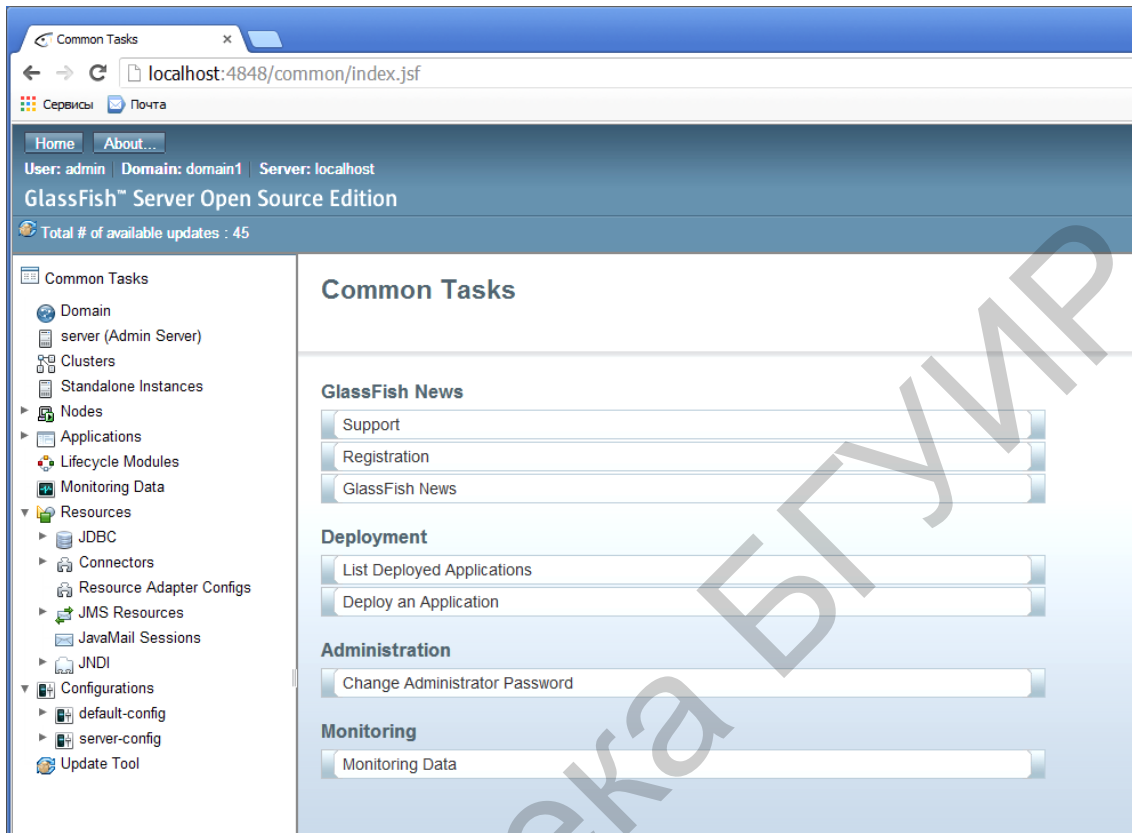 Common Tasks
localhost:4848/common/index.jsf
Сервисы Почта
Home About...
User: admin Domain: domain1 Server: localhost
GlassFish™ Server Open Source Edition
Total # of available updates : 45
Common Tasks
Domain
server (Admin Server)
Clusters
Standalone Instances
Nodes
Applications
Lifecycle Modules
Monitoring Data
Resources
JDBC
Connectors
Resource Adapter Configs
JMS Resources
JavaMail Sessions
JNDI
Configurations
default-config
server-config
Update Tool
Common Tasks
GlassFish News
Support
Registration
GlassFish News
Deployment
List Deployed Applications
Deploy an Application
Administration
Change Administrator Password
Monitoring
Monitoring Data
ека БГУИР